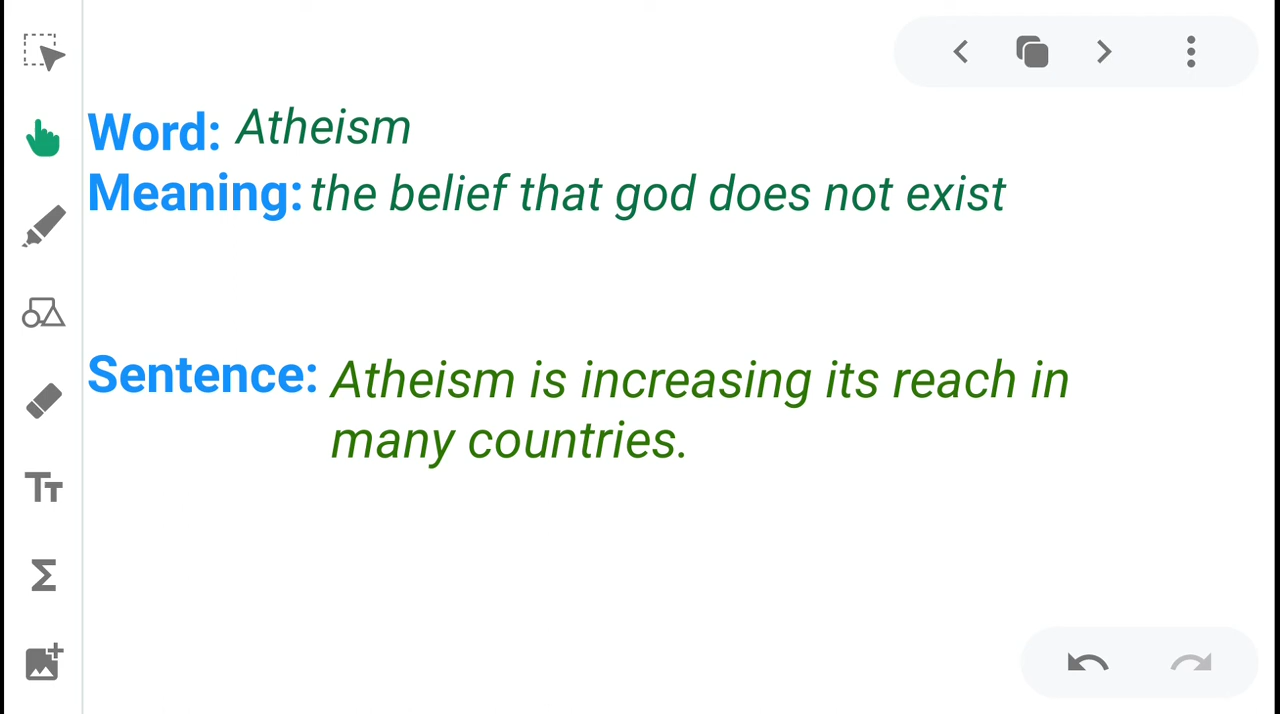 Word: Atheism
Meaning: the belief that god does not exist
Sentence: Atheism is increasing its reach in
many countries.